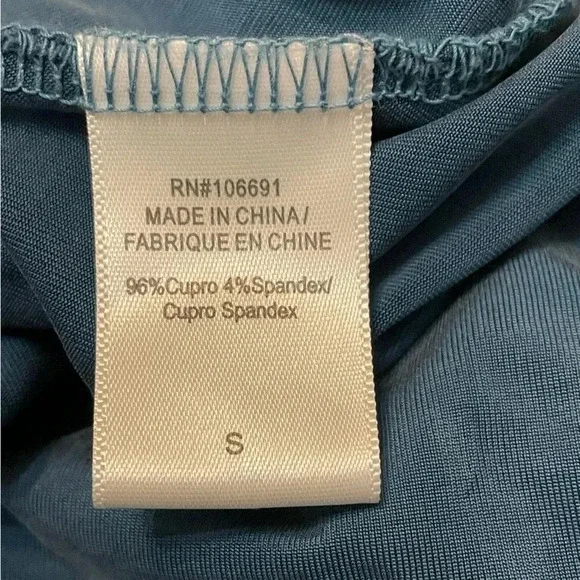 RN#106691
MADE IN CHINA/
FABRIQUE EN CHINE
96%Cupro 4%Spandex/
Cupro Spandex
S